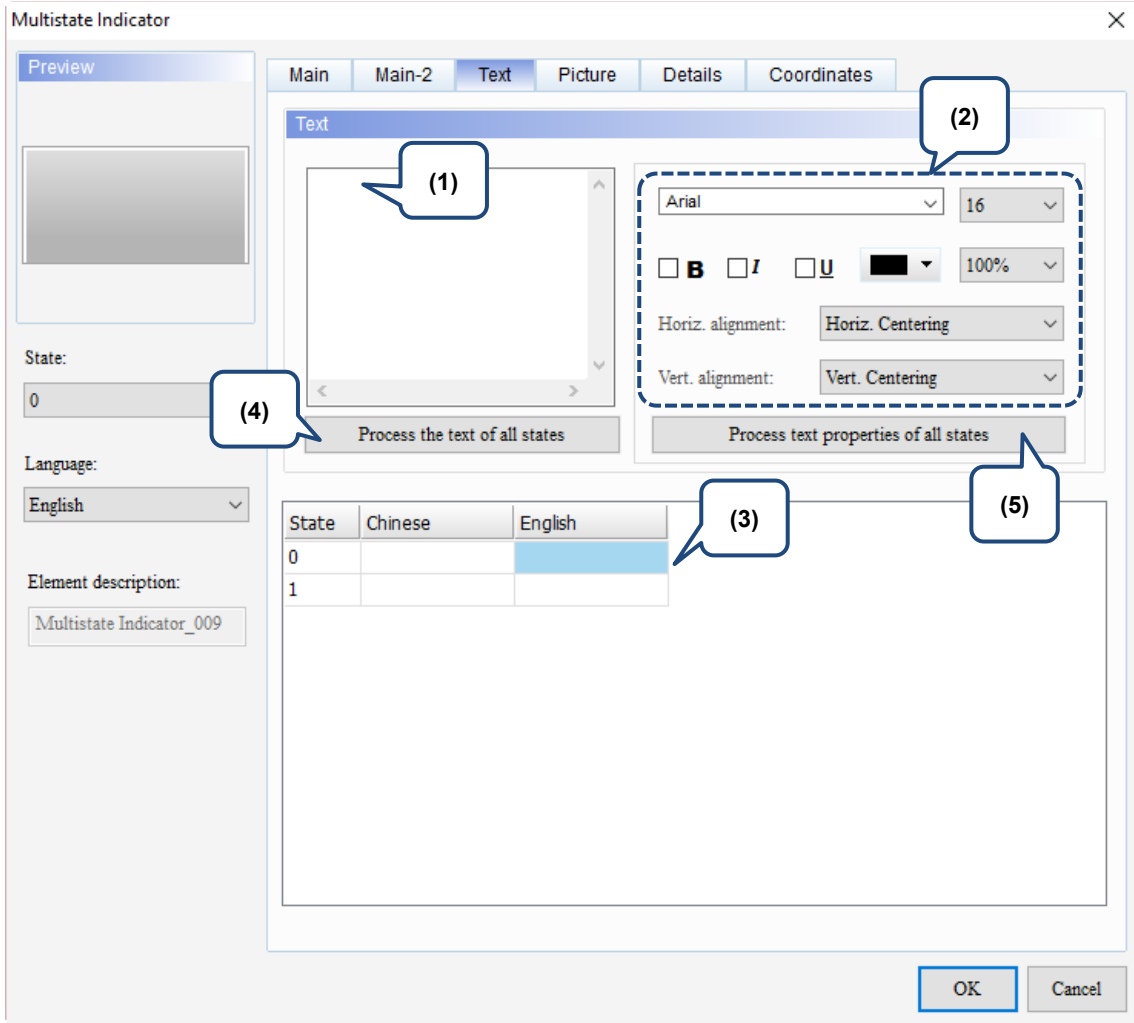 Multistate Indicator
Preview
Main Main-2 Text Picture Details Coordinates
(2)
Text
(1)
Arial 16
B I U 100%
Horiz. alignment: Horiz. Centering
Vert. alignment: Vert. Centering
State:
0
(4)
Process the text of all states Process text properties of all states
Language:
English
(5)
(3)
State Chinese English
0
1
Element description:
Multistate Indicator_009
OK Cancel